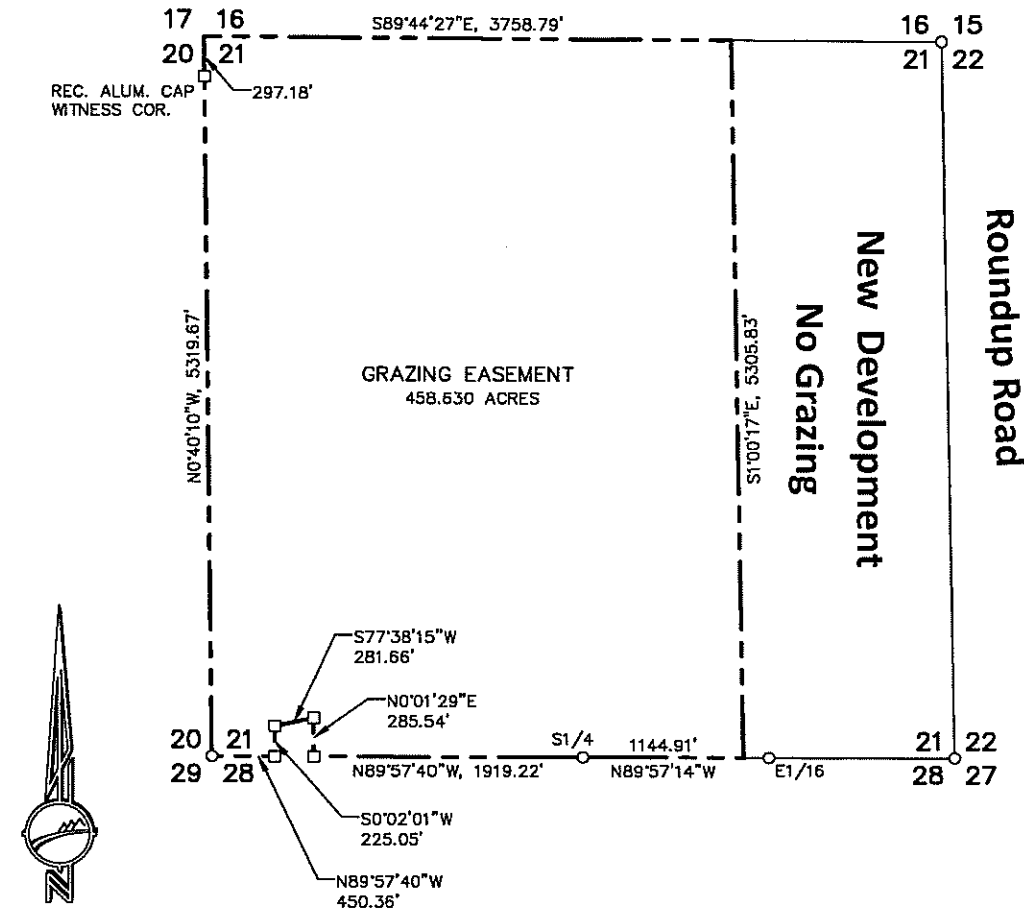 17 16
S89°44'27"E, 3758.79'
16 15
20 21
21 22
REC. ALUM. CAP
WITNESS COR.
297.18'
N0°40'10"W, 5319.67'
GRAZING EASEMENT
458.630 ACRES
S1°00'17"E, 5305.83'
No Grazing
New Development
Roundup Road
S77°38'15"W
281.66'
N0°01'29"E
285.54'
20 21
29 28
S1/4
1144.91'
21 22
28 27
N89°57'40"W, 1919.22'
N89°57'14"W
E1/16
S0°02'01"W
225.05'
N89°57'40"W
450.36'
N